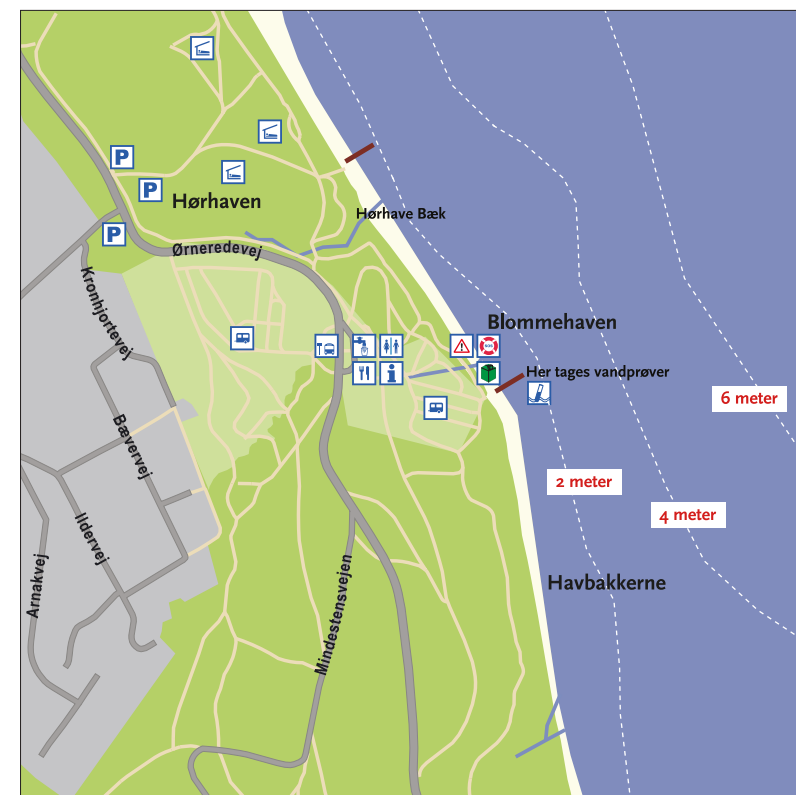 P
P
Hørhaven
Hørhave Bæk
P
Ørneredevej
Kronhjortevej
Blommehaven
Her tages vandprøver
6 meter
Bævervej
2 meter
4 meter
Ildervej
Arnakvej
Havbakkerne
Mindestensvejen